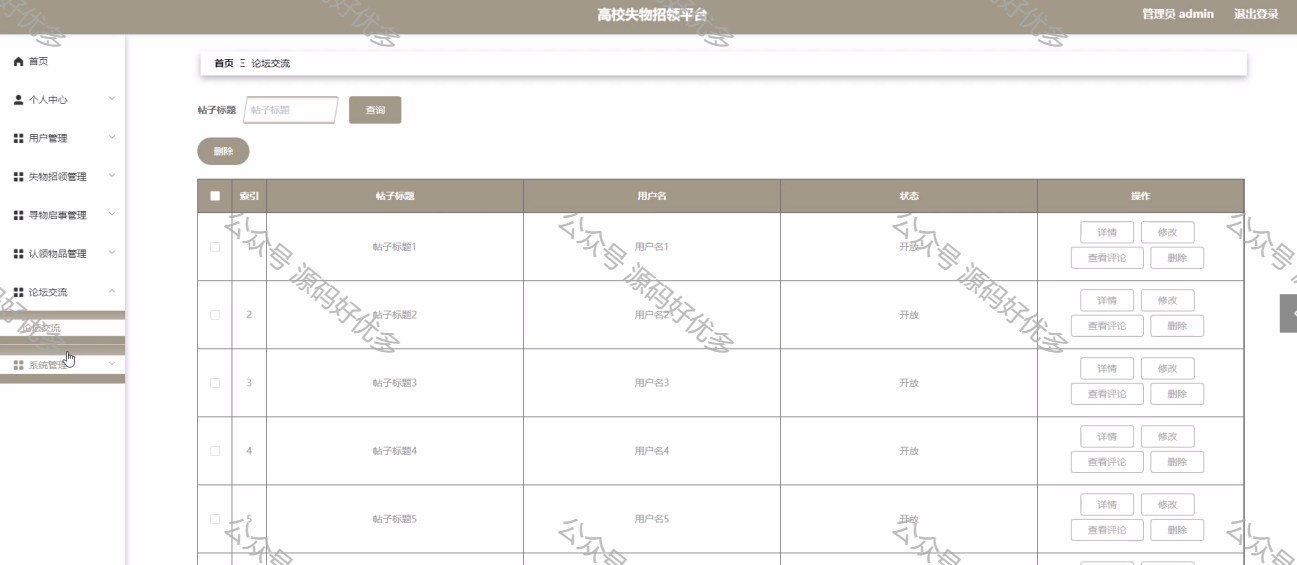 高校失物招领平台
管理员 admin 退出登录
首页
个人中心
用户管理
失物招领管理
寻物启事管理
认领物品管理
论坛交流
论坛交流
系统管理
首页 Ξ 论坛交流
帖子标题 帖子标题 查询
删除
索引 帖子标题 用户名 状态 操作
1 帖子标题1 用户名1 开放 详情 修改
查看评论 删除
2 帖子标题2 用户名2 开放 详情 修改
查看评论 删除
3 帖子标题3 用户名3 开放 详情 修改
查看评论 删除
4 帖子标题4 用户名4 开放 详情 修改
查看评论 删除
5 帖子标题5 用户名5 开放 详情 修改
查看评论 删除
公众号 源码好优多
公众号 源码好优多
公众号 源码好优多